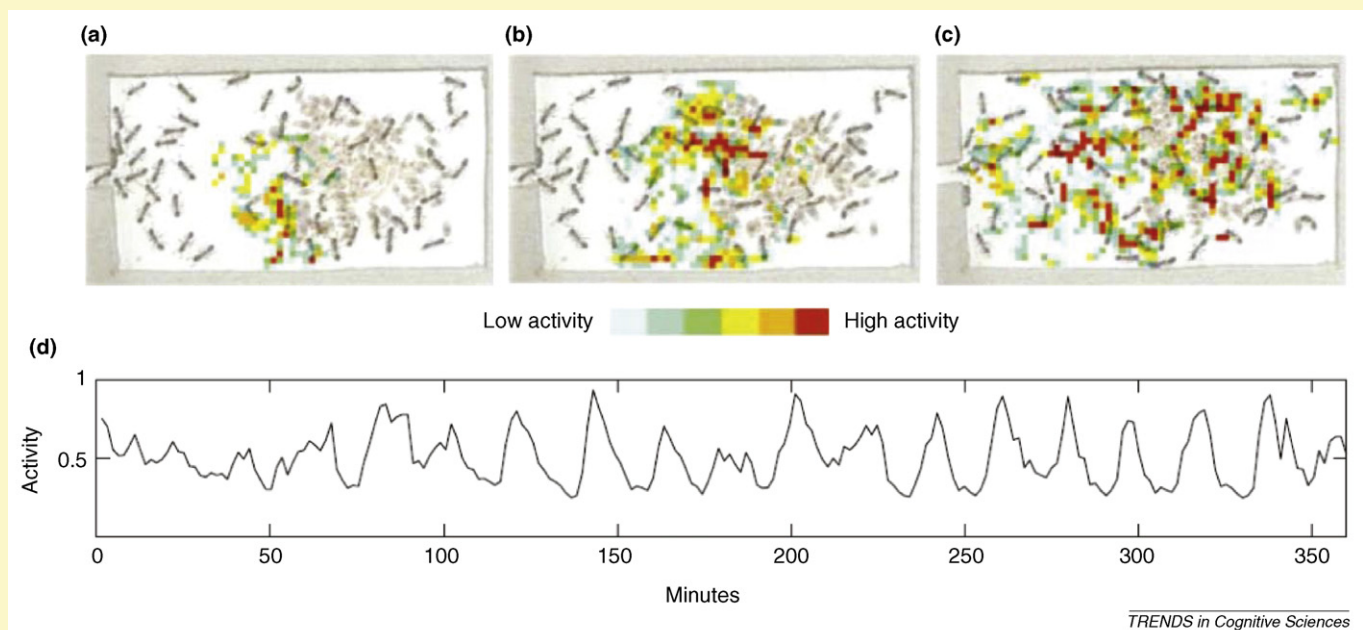 (a)
(b)
(c)
Low activity
High activity
(d)
1
0.5
Activity
0
50
100
150
200
250
300
350
Minutes
TRENDS in Cognitive Sciences